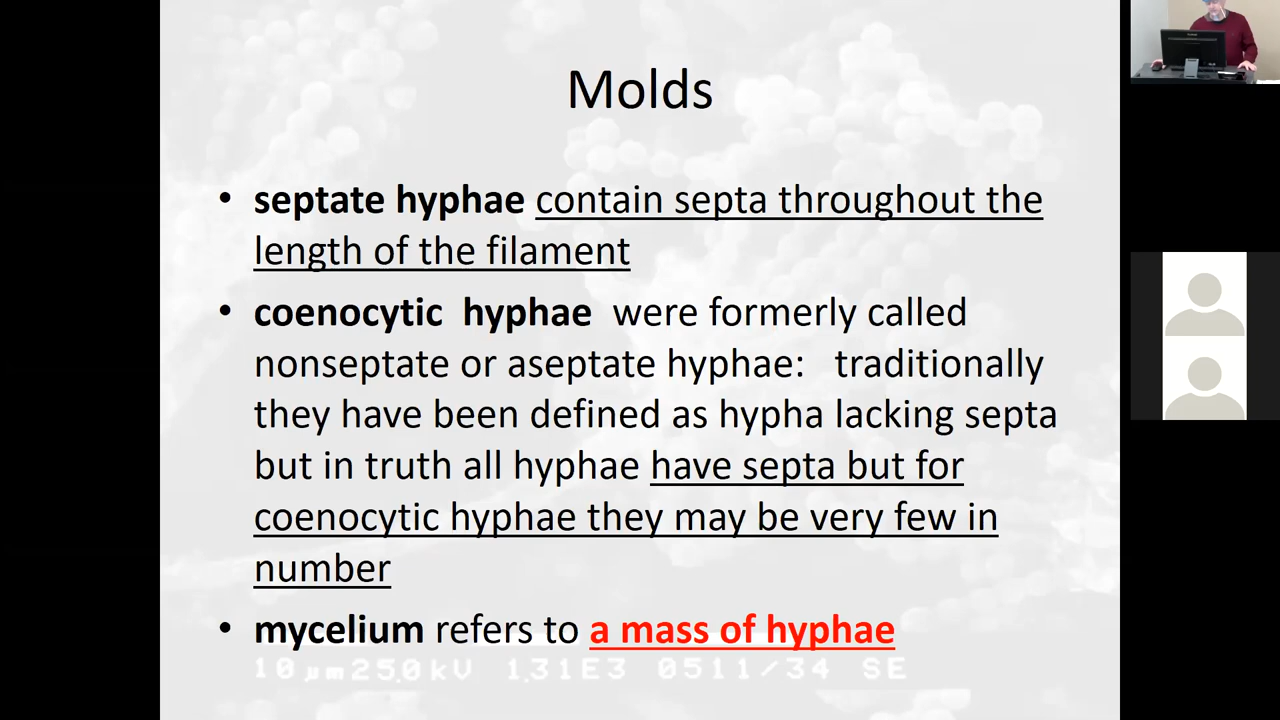 Molds
• septate hyphae contain septa throughout the
length of the filament
• coenocytic hyphae were formerly called
nonseptate or aseptate hyphae: traditionally
they have been defined as hypha lacking septa
but in truth all hyphae have septa but for
coenocytic hyphae they may be very few in
number
• mycelium refers to a mass of hyphae
10µm25.0kV 1.31E3 0511/34 SE